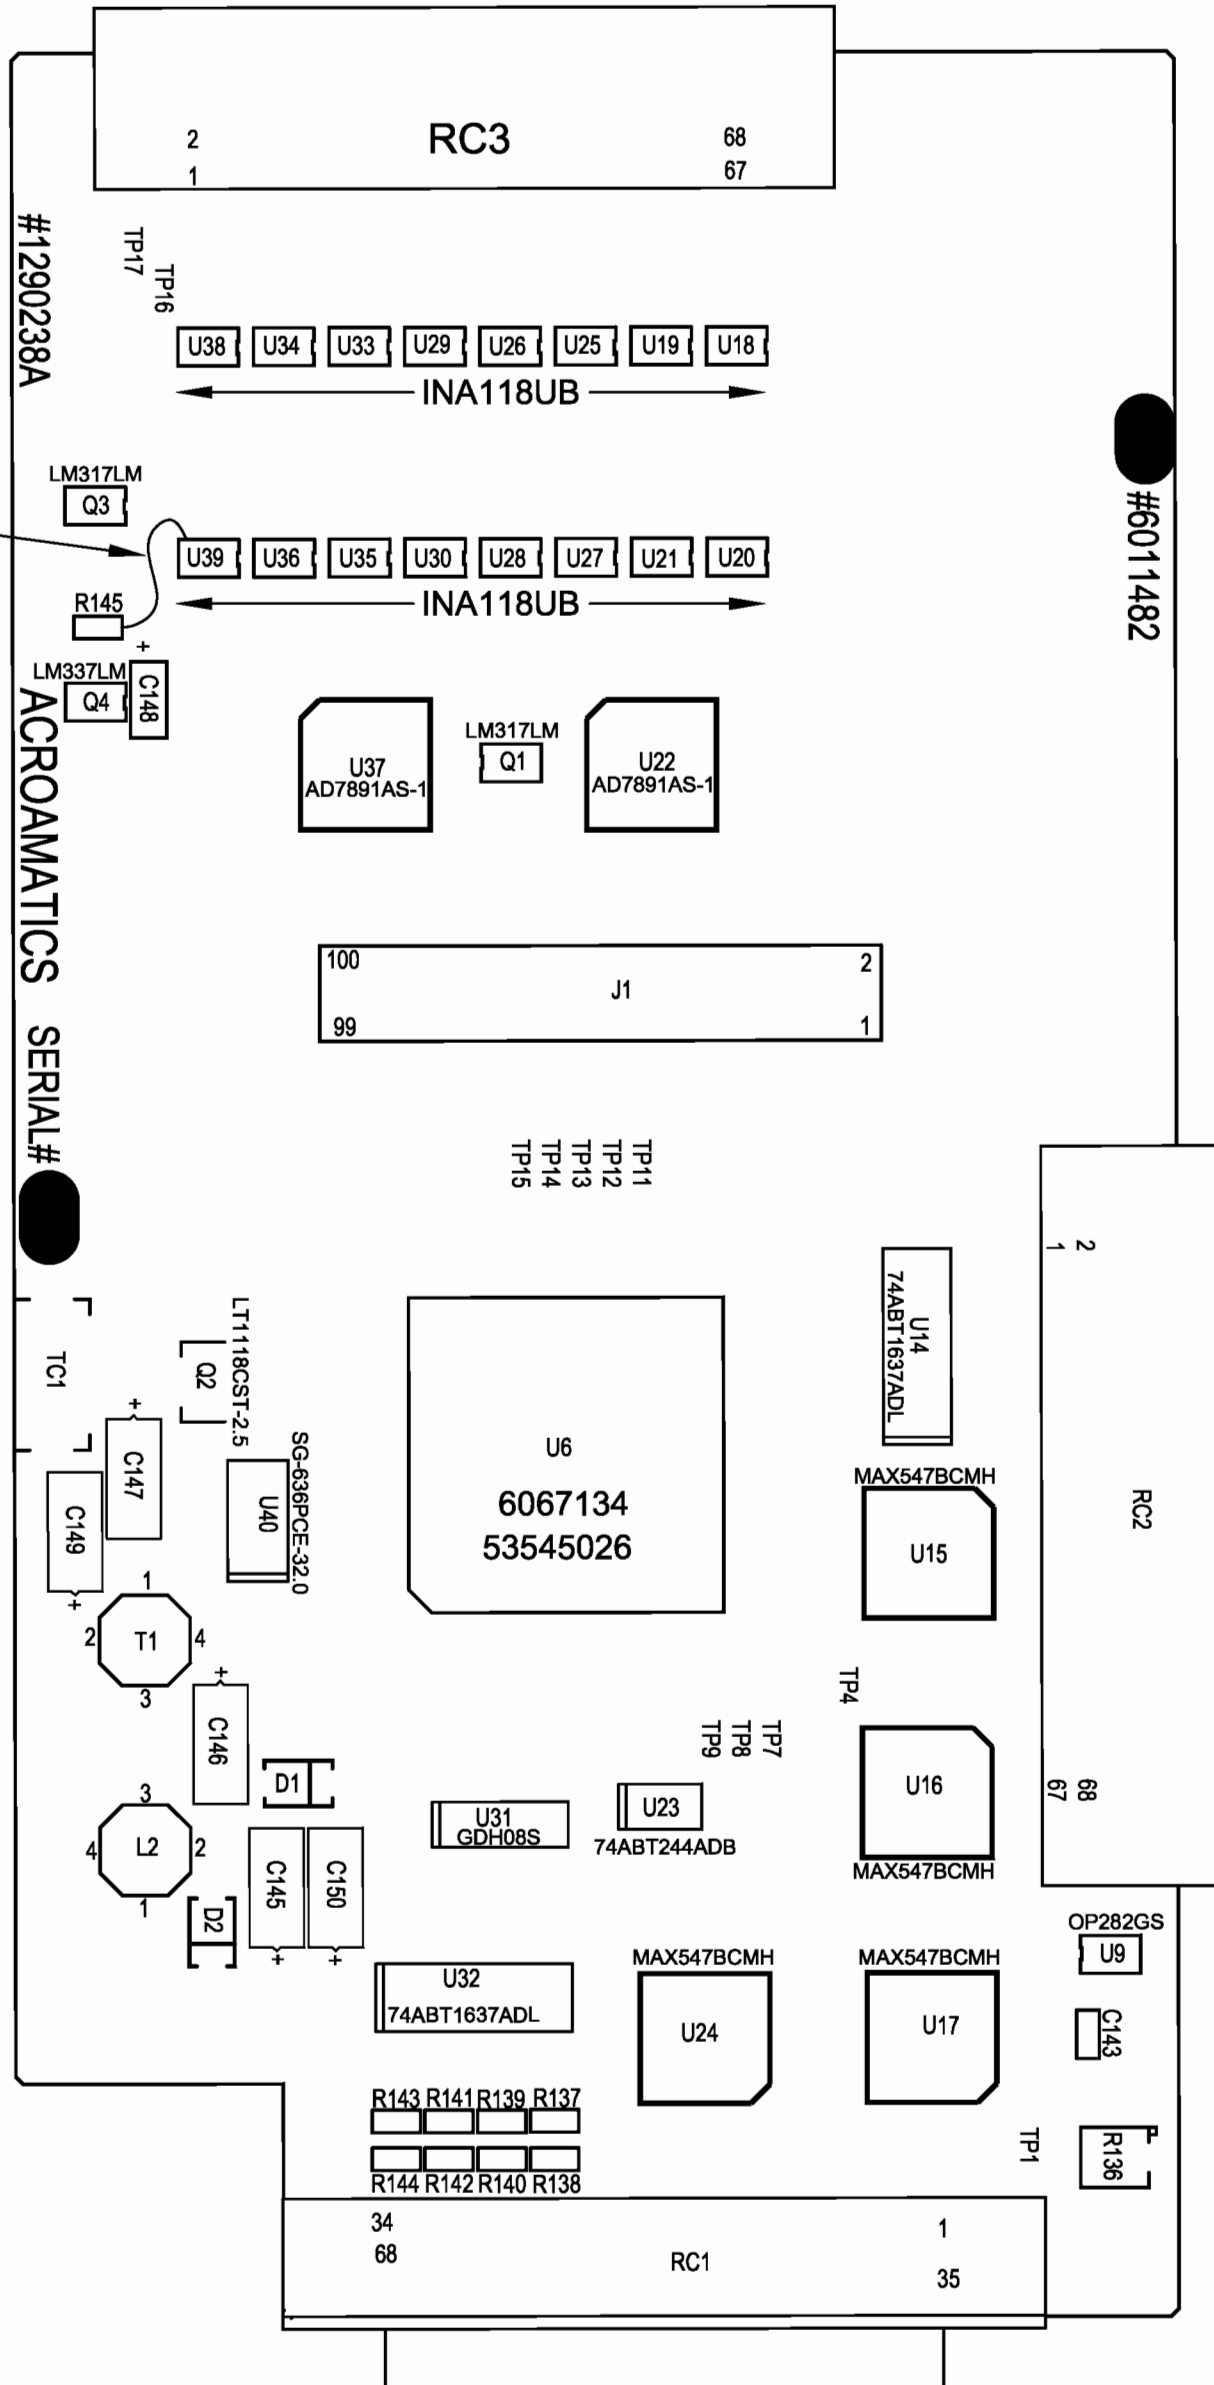 2
RC3
68
1
67
#1290238A
TP17
TP16
U38
U34
U33
U29
U26
U25
U19
U18
INA118UB
LM317LM
Q3
#6011482
U39
U36
U35
U30
U28
U27
U21
U20
INA118UB
R145
+
LM337LM
Q4
C148
ACROAMATICS SERIAL#
LM317LM
Q1
U37
AD7891AS-1
U22
AD7891AS-1
100
2
J1
99
1
TP15
TP14
TP13
TP12
TP11
1
2
RC2
67
68
U14
74ABT1637ADL
LT1118CST-2.5
Q2
TC1
+
C147
C149
+
SG-636PCE-32.0
U40
U6
6067134
53545026
MAX547BCMH
U15
1
2
T1
4
3
+
C146
TP4
TP9
TP8
TP7
U16
MAX547BCMH
D1
3
4
L2
2
1
U31
GDH08S
U23
74ABT244ADB
C145
+
C150
+
D2
OP282GS
U9
U32
74ABT1637ADL
MAX547BCMH
U24
MAX547BCMH
U17
C143
R143 R141 R139 R137
R144 R142 R140 R138
TP1
R136
34
1
68
RC1
35